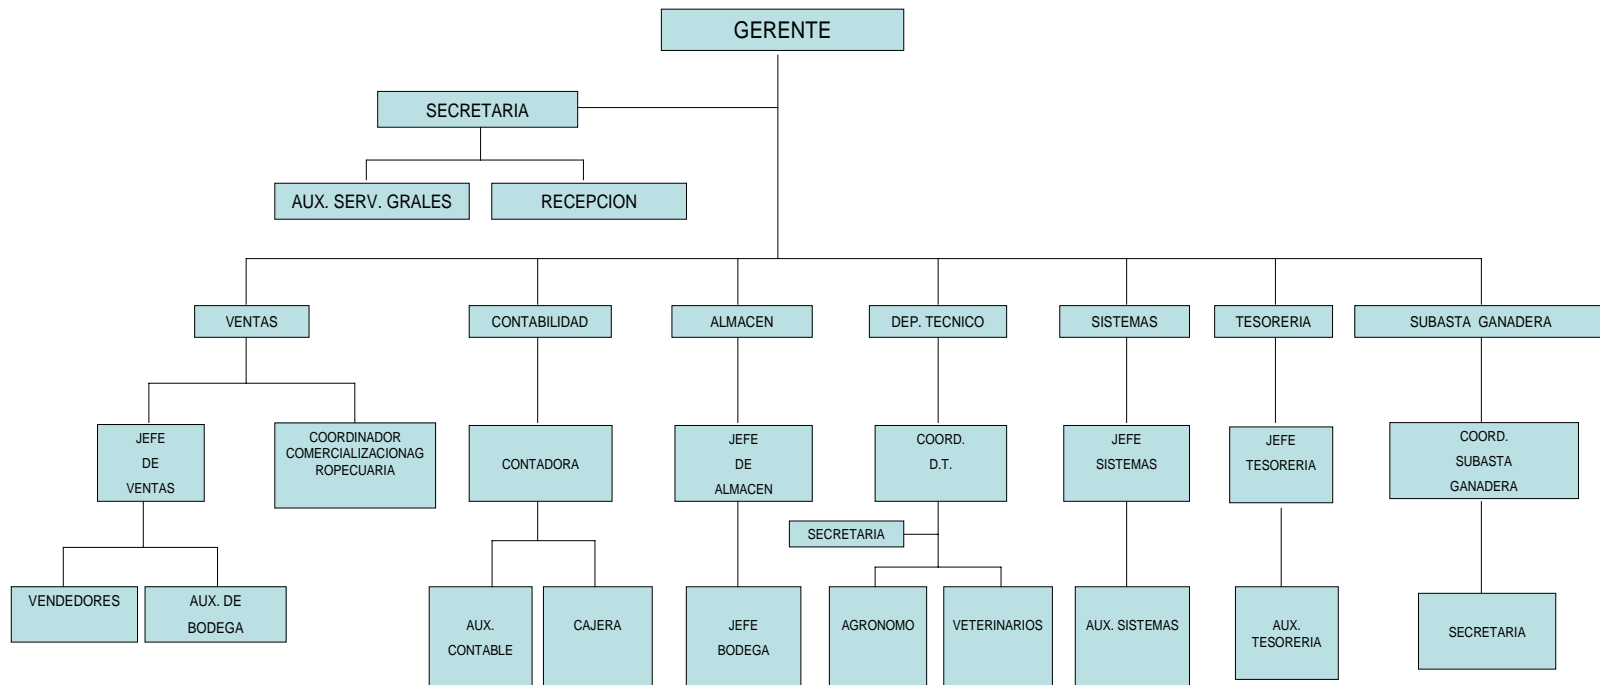 GERENTE
SECRETARIA
AUX. SERV. GRALES
RECEPCION
VENTAS
CONTABILIDAD
ALMACEN
DEP. TECNICO
SISTEMAS
TESORERIA
SUBASTA GANADERA
JEFE
DE
VENTAS
COORDINADOR
COMERCIALIZACIONAG
ROPECUARIA
CONTADORA
JEFE
DE
ALMACEN
COORD.
D.T.
JEFE
SISTEMAS
JEFE
TESORERIA
COORD.
SUBASTA
GANADERA
SECRETARIA
VENDEDORES
AUX. DE
BODEGA
AUX.
CONTABLE
CAJERA
JEFE
BODEGA
AGRONOMO
VETERINARIOS
AUX. SISTEMAS
AUX.
TESORERIA
SECRETARIA